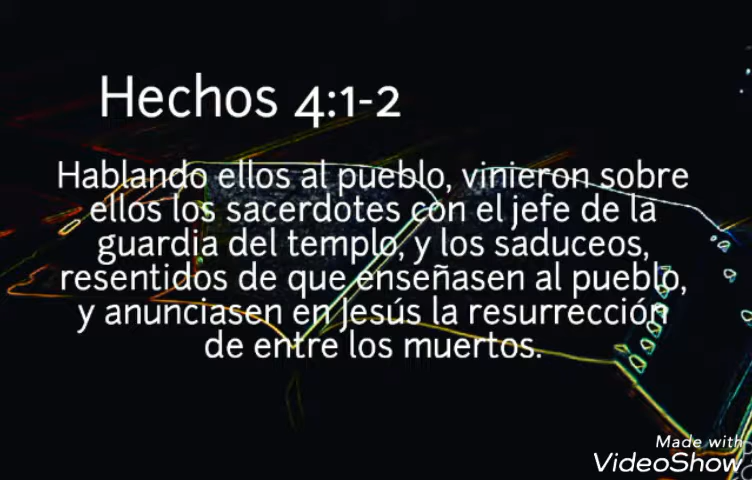 Hechos 4:1-2
Hablando ellos al pueblo, vinieron sobre
ellos los sacerdotes con el jefe de la
guardia del templo, y los saduceos,
resentidos de que enseñasen al pueblo,
y anunciasen en Jesús la resurrección
de entre los muertos.
Made with
VideoShow